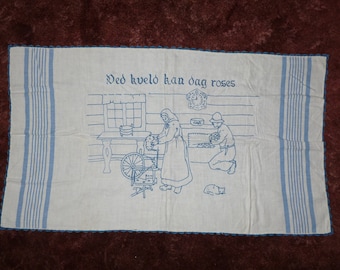 Ved kveld kan dag roses